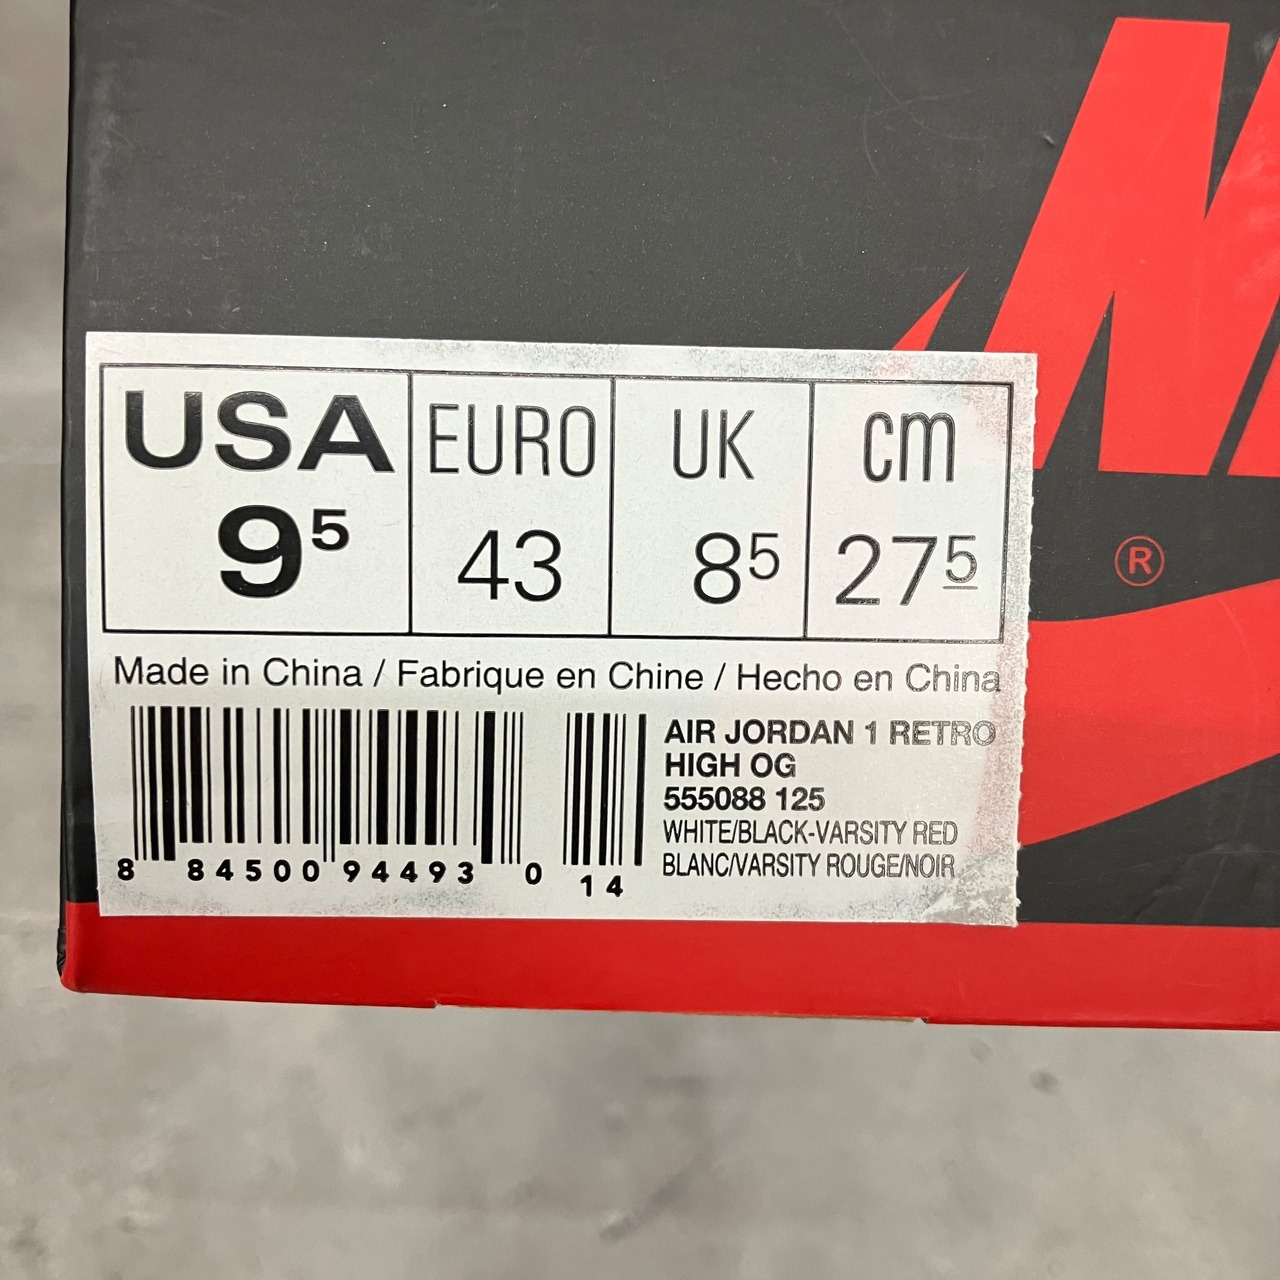 USA EURO UK cm
9⁵ 43 8⁵ 27⁵
Made in China / Fabrique en Chine / Hecho en China
AIR JORDAN 1 RETRO
HIGH OG
555088 125
WHITE/BLACK-VARSITY RED
BLANC/VARSITY ROUGE/NOIR
8 84500 94493 0 14
®